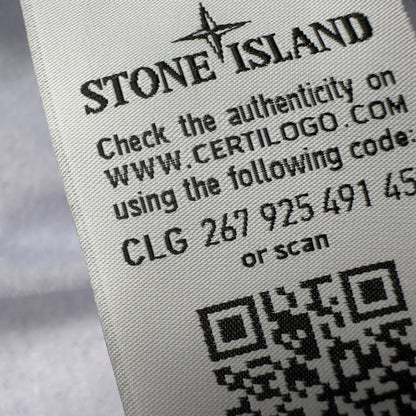 STONE ISLAND
Check the authenticity on
WWW.CERTILOGO.COM
using the following code:
CLG 267 925 491 45
or scan